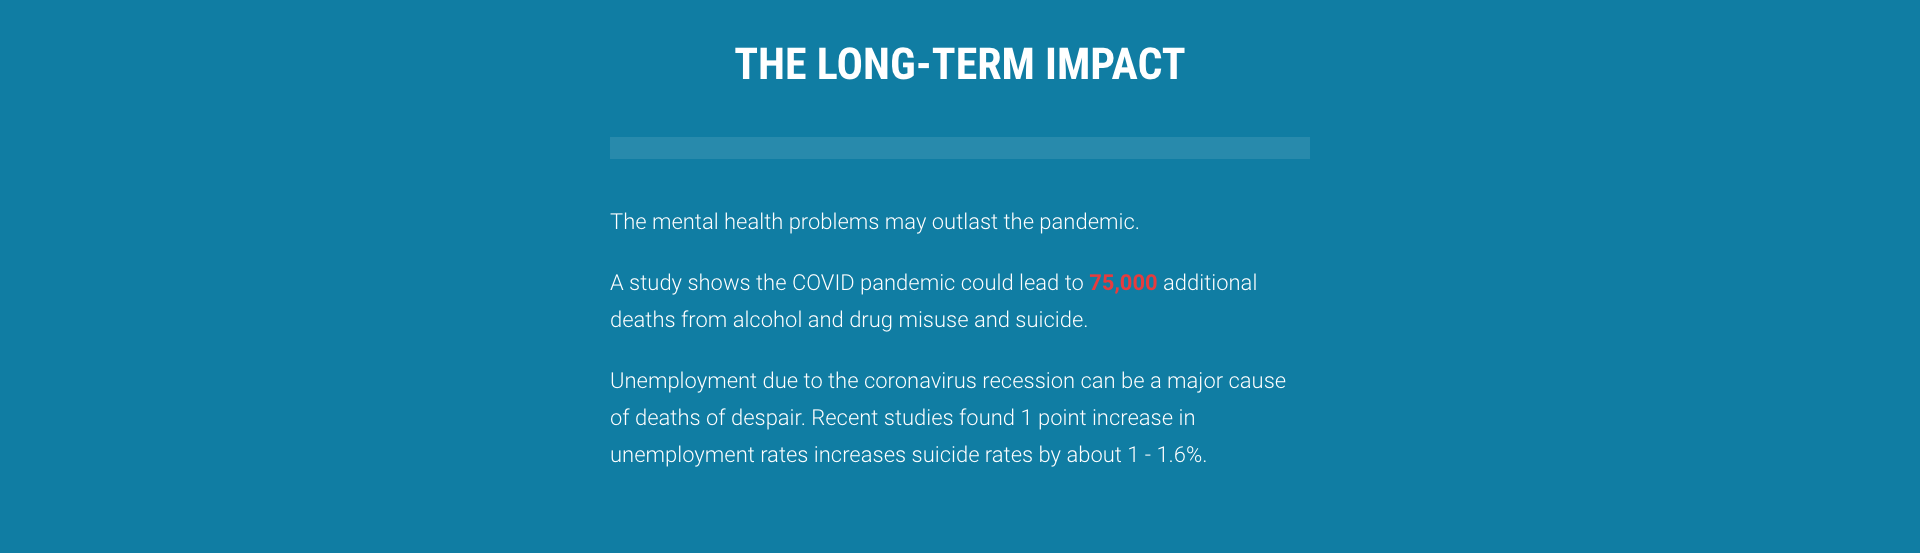 THE LONG-TERM IMPACT
The mental health problems may outlast the pandemic.
A study shows the COVID pandemic could lead to 75,000 additional
deaths from alcohol and drug misuse and suicide.
Unemployment due to the coronavirus recession can be a major cause
of deaths of despair. Recent studies found 1 point increase in
unemployment rates increases suicide rates by about 1 - 1.6%.